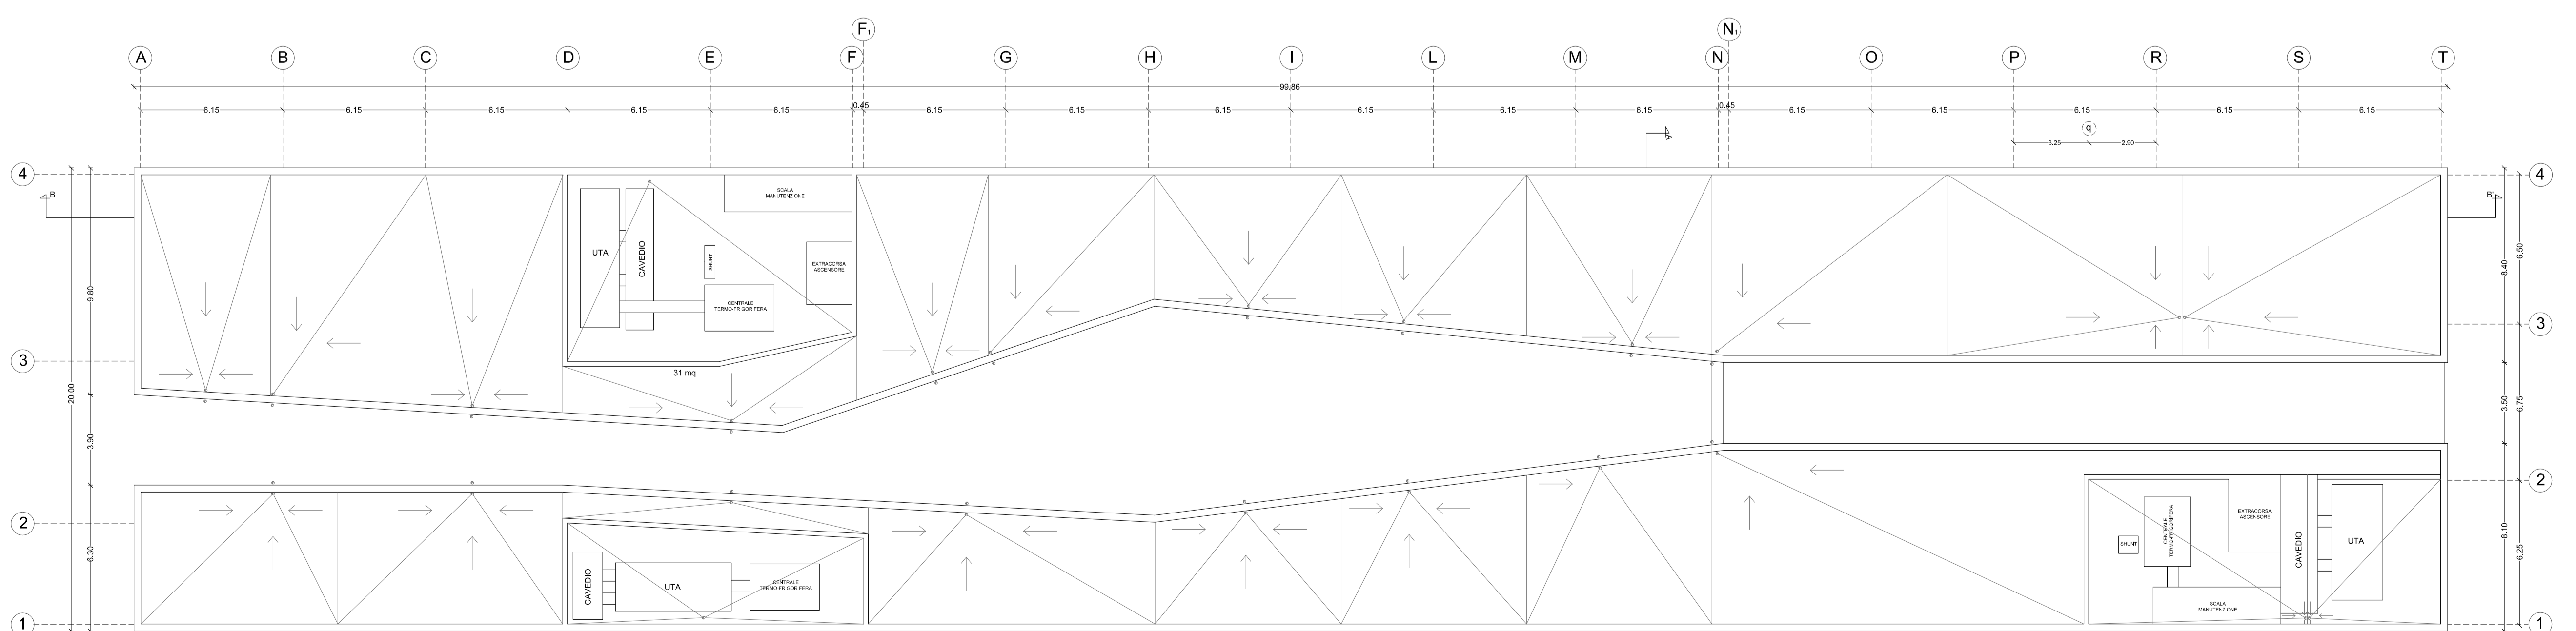 F1
N1
A B C D E F G H I L M N O P R S T
99,86
0.45
0.45
6,15 6,15 6,15 6,15 6,15 6,15 6,15 6,15 6,15 6,15 6,15 6,15 6,15 6,15 6,15 6,15
q
A
3,25 2,90
4
4
B
B'
SCALA
MANUTENZIONE
UTA
CAVEDIO
SHUNT
EXTRACORSA
ASCENSORE
CENTRALE
TERMO-FRIGORIFERA
9.80
8.40
6.50
3
3
31 mq
20.00
3.90
3.50
6.75
2
2
CAVEDIO
UTA
CENTRALE
TERMO-FRIGORIFERA
SHUNT
CENTRALE
TERMO-FRIGORIFERA
EXTRACORSA
ASCENSORE
CAVEDIO
UTA
SCALA
MANUTENZIONE
6.30
8.10
6,25
1
1